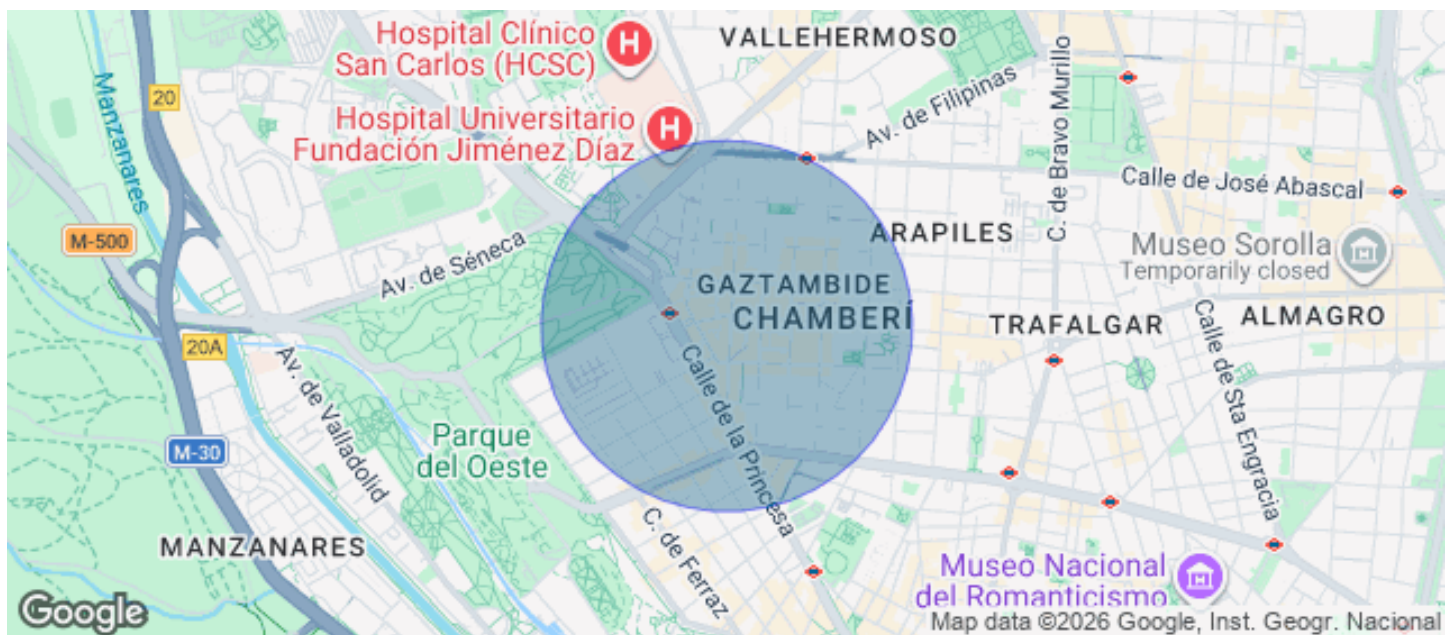 Hospital Clínico
San Carlos (HCSC)
H
VALLEHERMOSO
Manzanares
20
Hospital Universitario
Fundación Jiménez Díaz
H
Av. de Filipinas
C. de Bravo Murillo
Calle de José Abascal
M-500
Av. de Séneca
ARAPILES
Museo Sorolla
Temporarily closed
GAZTAMBIDE
CHAMBERÍ
TRAFALGAR
ALMAGRO
20A
Av. de Valladolid
Calle de la Princesa
Calle de Sta Engracia
Parque
del Oeste
M-30
MANZANARES
C. de Ferraz
Museo Nacional
del Romanticismo
Google
Map data ©2026 Google, Inst. Geogr. Nacional